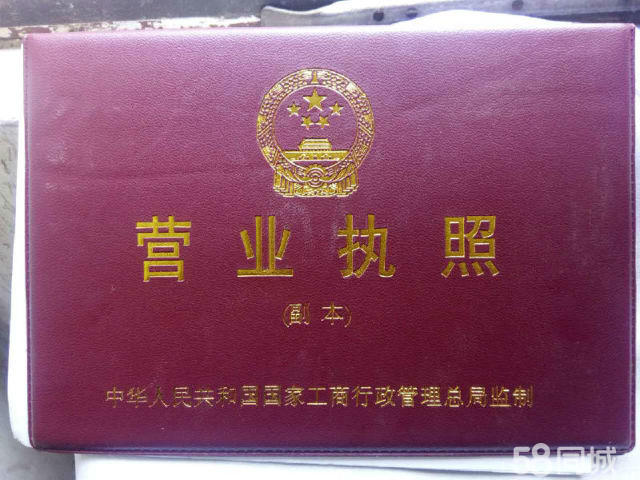 营业执照
(副本)
中华人民共和国国家工商行政管理总局监制
58同城